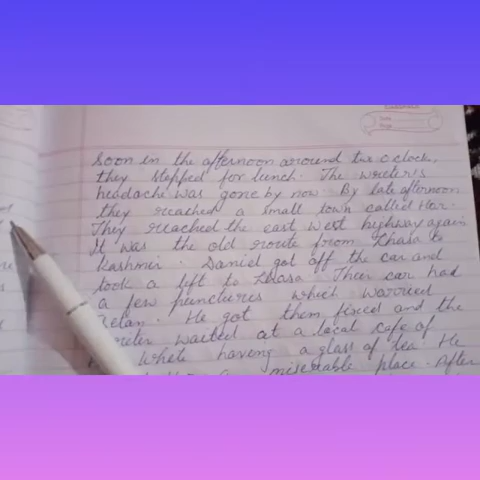 Soon in the afternoon around two o clock,
they stopped for lunch. The writer's
headache was gone by now. By late afternoon
they reached a small town called Hor.
They reached the east west highway again
It was the old route from Lhasa to
Kashmir. Daniel got off the car and
took a lift to Lhasa. Their car had
a few punctures which worried
Tsetan. He got them fixed and the
waited at a local cafe of
While having a glass of tea He
miserable place. After